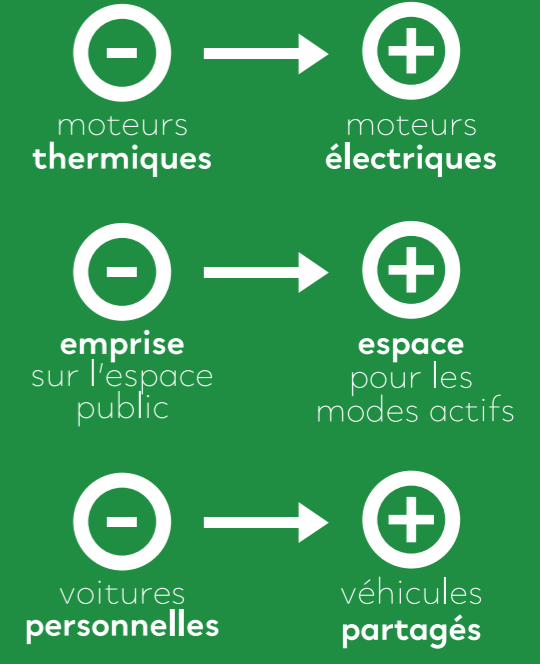 moteurs
thermiques
moteurs
électriques
emprise
sur l'espace
public
espace
pour les
modes actifs
voitures
personnelles
véhicules
partagés